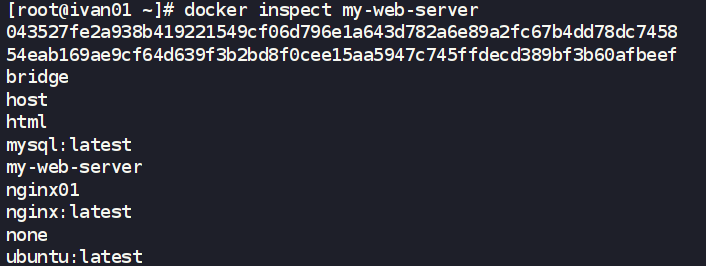 [root@ivan01 ~]# docker inspect my-web-server
043527fe2a938b419221549cf06d796e1a643d782a6e89a2fc67b4dd78dc7458
54eab169ae9cf64d639f3b2bd8f0cee15aa5947c745ffdecd389bf3b60afbeef
bridge
host
html
mysql:latest
my-web-server
nginx01
nginx:latest
none
ubuntu:latest